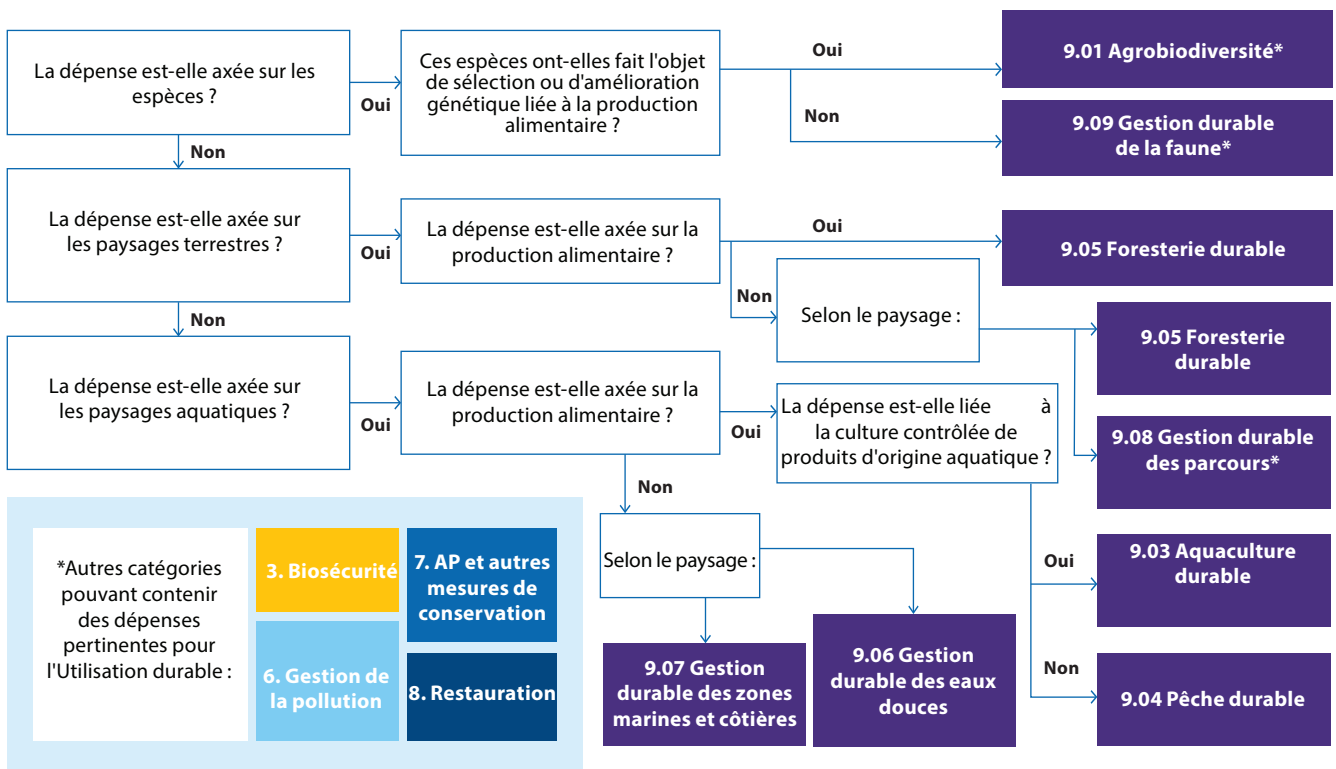 La dépense est-elle axée sur les
espèces ?
Oui
Ces espèces ont-elles fait l'objet
de sélection ou d'amélioration
génétique liée à la production
alimentaire ?
Oui
9.01 Agrobiodiversité*
Non
9.09 Gestion durable
de la faune*
Non
La dépense est-elle axée sur
les paysages terrestres ?
Oui
La dépense est-elle axée sur la
production alimentaire ?
Oui
9.05 Foresterie durable
Non
Selon le paysage :
9.05 Foresterie
durable
9.08 Gestion durable
des parcours*
Non
La dépense est-elle axée sur
les paysages aquatiques ?
Oui
La dépense est-elle axée sur la
production alimentaire ?
Oui
La dépense est-elle liée à
la culture contrôlée de
produits d'origine aquatique ?
Oui
9.03 Aquaculture
durable
Non
9.04 Pêche durable
Non
Selon le paysage :
9.07 Gestion
durable des zones
marines et côtières
9.06 Gestion
durable des eaux
douces
*Autres catégories
pouvant contenir
des dépenses
pertinentes pour
l'Utilisation durable :
3. Biosécurité
7. AP et autres
mesures de
conservation
6. Gestion de
la pollution
8. Restauration